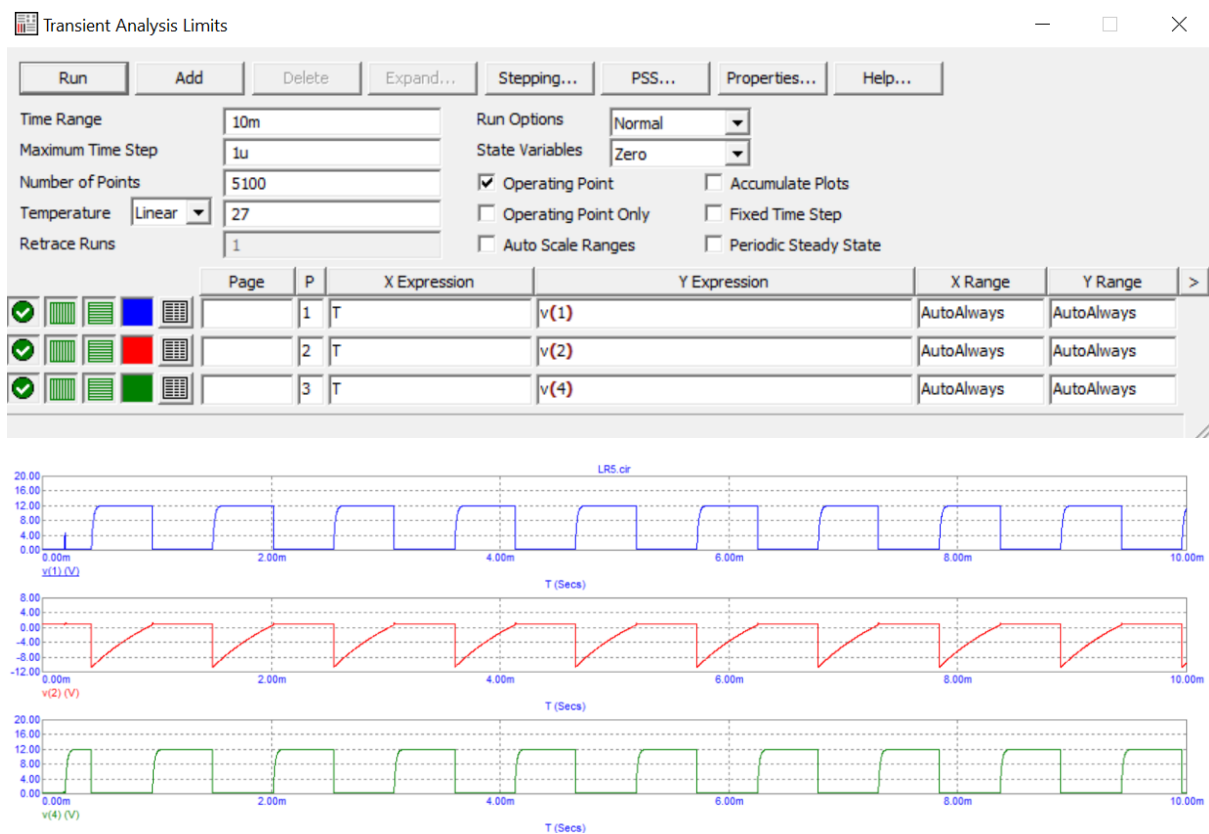 Transient Analysis Limits
Run Add Delete Expand... Stepping... PSS... Properties... Help...
Time Range 10m Run Options Normal
Maximum Time Step 1u State Variables Zero
Number of Points 5100 Operating Point Accumulate Plots
Temperature Linear 27 Operating Point Only Fixed Time Step
Retrace Runs 1 Auto Scale Ranges Periodic Steady State
Page P X Expression Y Expression X Range Y Range >
1 T v(1) AutoAlways AutoAlways
2 T v(2) AutoAlways AutoAlways
3 T v(4) AutoAlways AutoAlways
LR5.cir
20.00
16.00
12.00
8.00
4.00
0.00
0.00m 2.00m 4.00m 6.00m 8.00m 10.00m
v(1) (V)
T (Secs)
8.00
4.00
0.00
-4.00
-8.00
-12.00
0.00m 2.00m 4.00m 6.00m 8.00m 10.00m
v(2) (V)
T (Secs)
20.00
16.00
12.00
8.00
4.00
0.00
0.00m 2.00m 4.00m 6.00m 8.00m 10.00m
v(4) (V)
T (Secs)